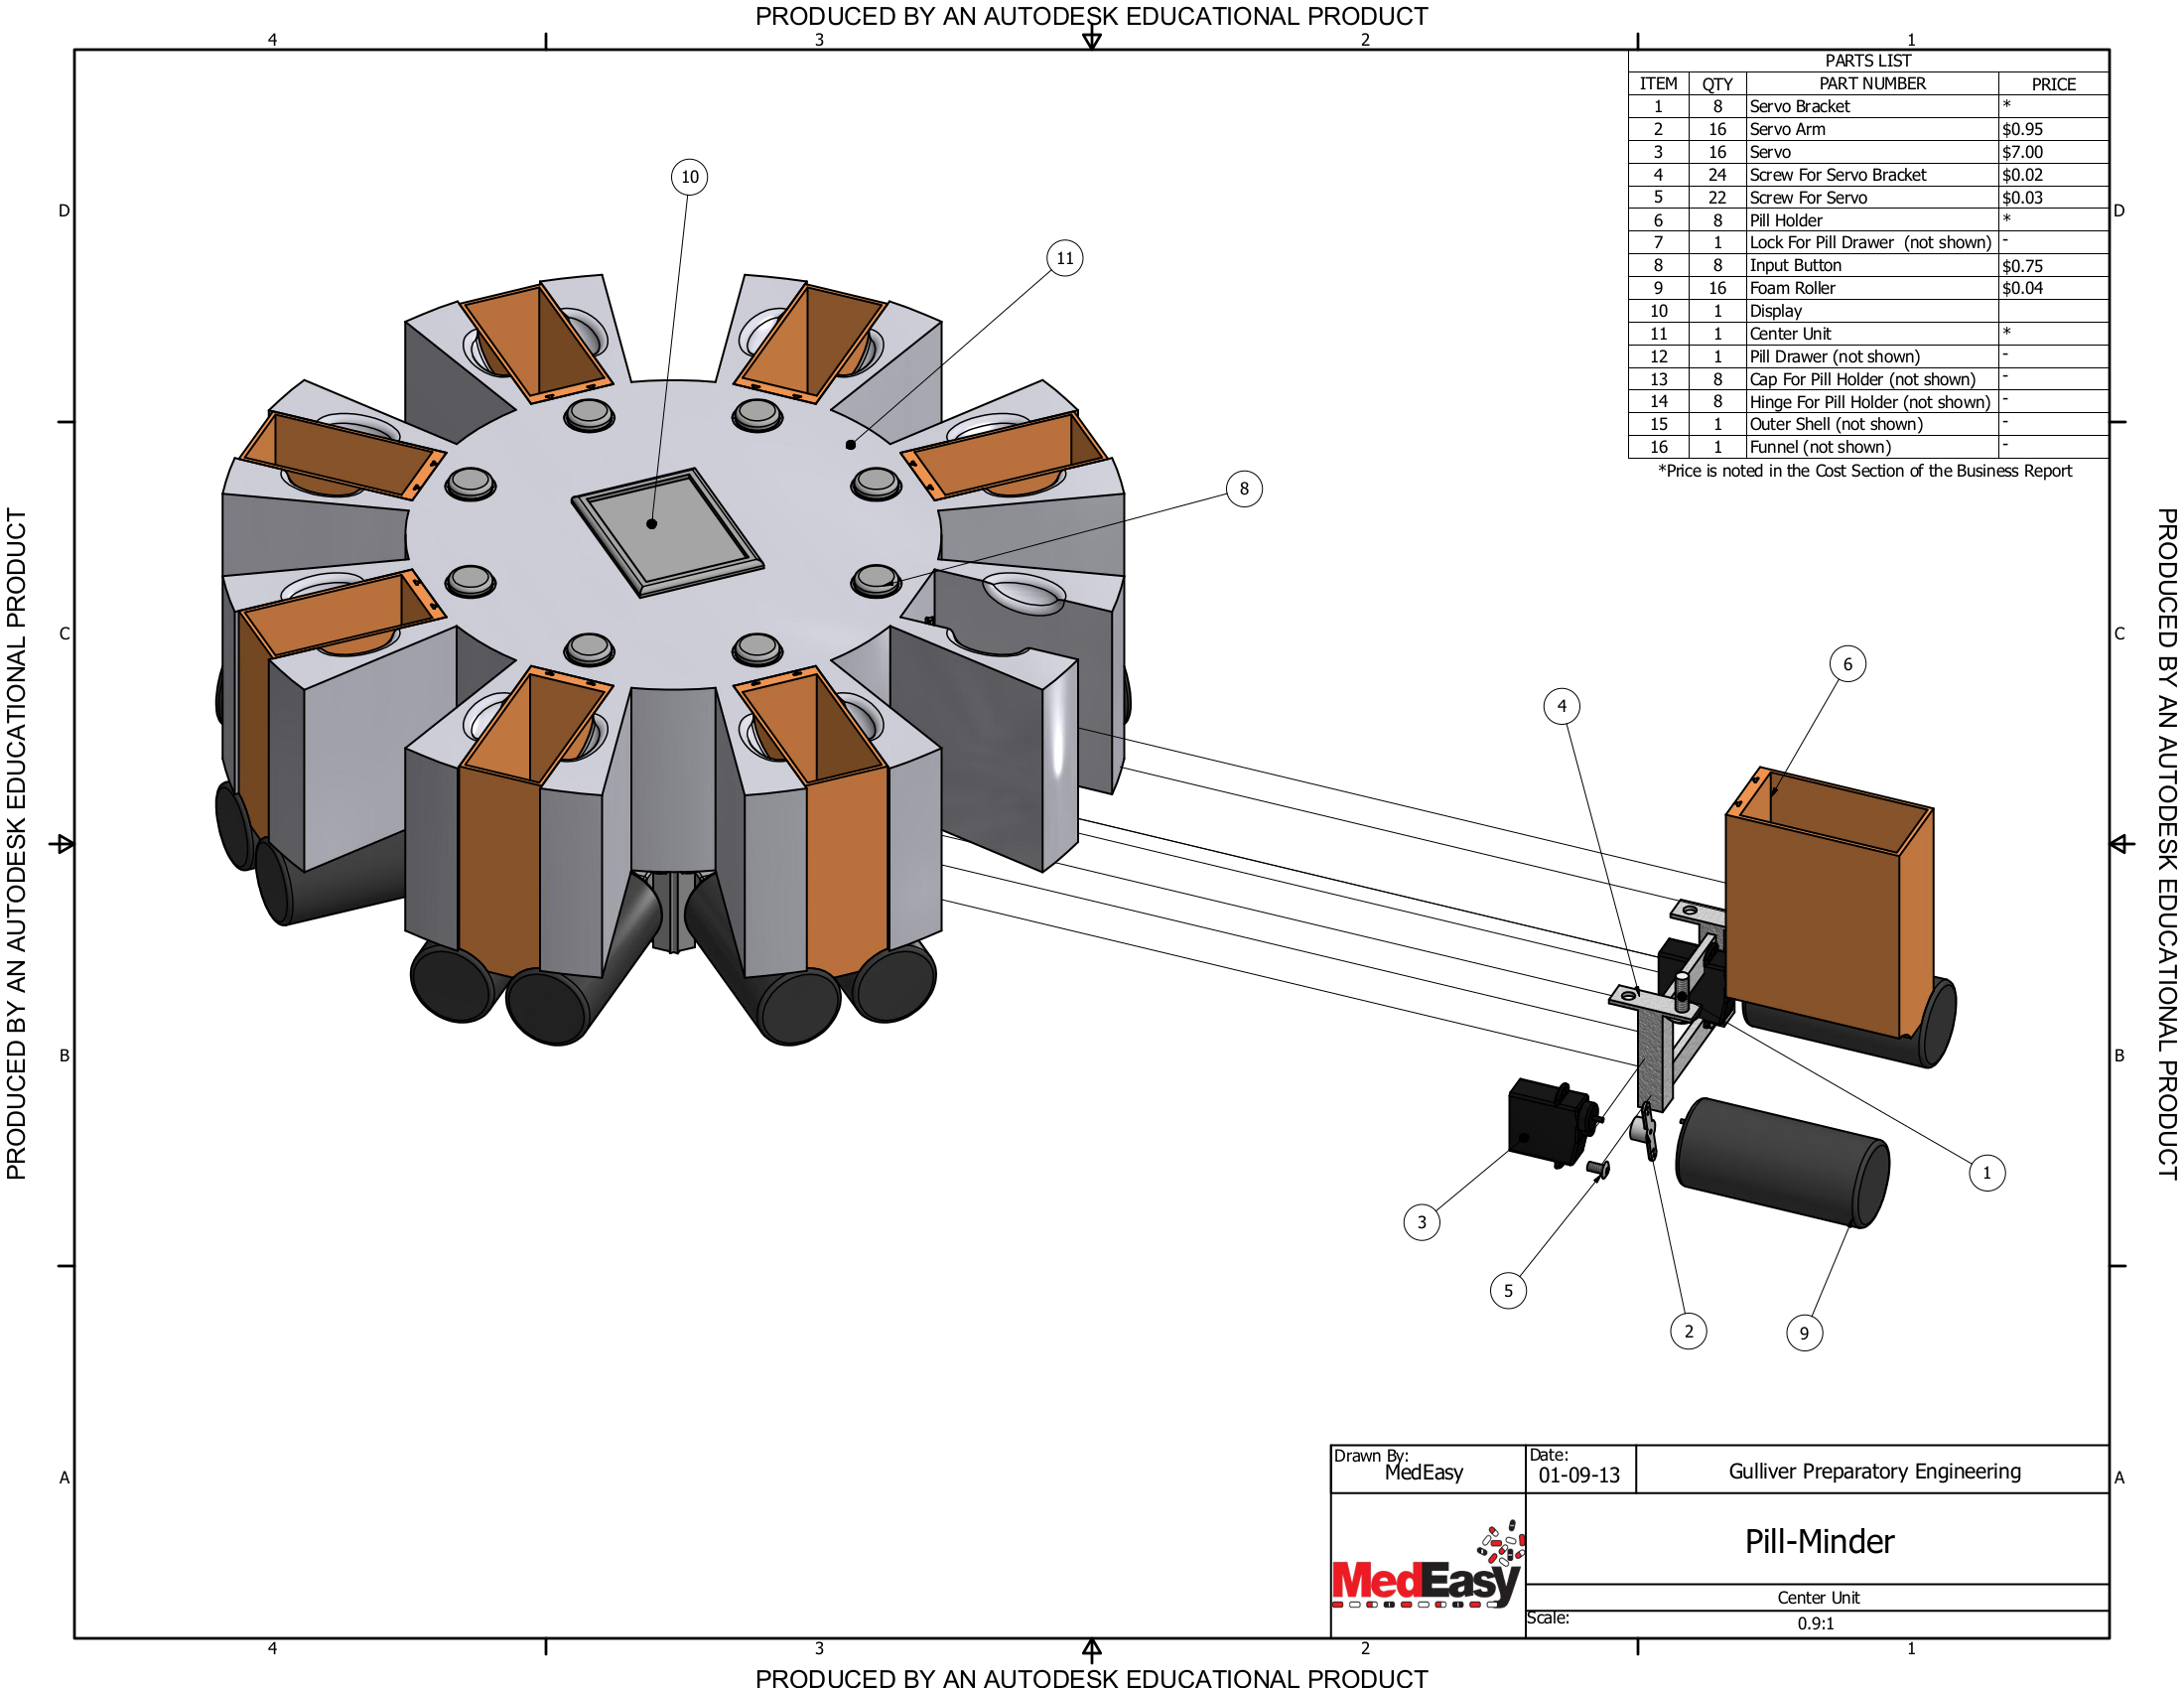 PRODUCED BY AN AUTODESK EDUCATIONAL PRODUCT
4 3 2 1
PARTS LIST
ITEM QTY PART NUMBER PRICE
1 8 Servo Bracket *
2 16 Servo Arm $0.95
3 16 Servo $7.00
4 24 Screw For Servo Bracket $0.02
5 22 Screw For Servo $0.03
6 8 Pill Holder *
7 1 Lock For Pill Drawer (not shown) -
8 8 Input Button $0.75
9 16 Foam Roller $0.04
10 1 Display
11 1 Center Unit *
12 1 Pill Drawer (not shown) -
13 8 Cap For Pill Holder (not shown) -
14 8 Hinge For Pill Holder (not shown) -
15 1 Outer Shell (not shown) -
16 1 Funnel (not shown) -
*Price is noted in the Cost Section of the Business Report
10
11
8
D
D
C
C
B
B
A
A
PRODUCED BY AN AUTODESK EDUCATIONAL PRODUCT
PRODUCED BY AN AUTODESK EDUCATIONAL PRODUCT
6
4
1
3
5
2
9
Drawn By:
MedEasy
Date:
01-09-13
Gulliver Preparatory Engineering
MedEasy
Pill-Minder
Center Unit
Scale:
0.9:1
4 3 2 1
PRODUCED BY AN AUTODESK EDUCATIONAL PRODUCT